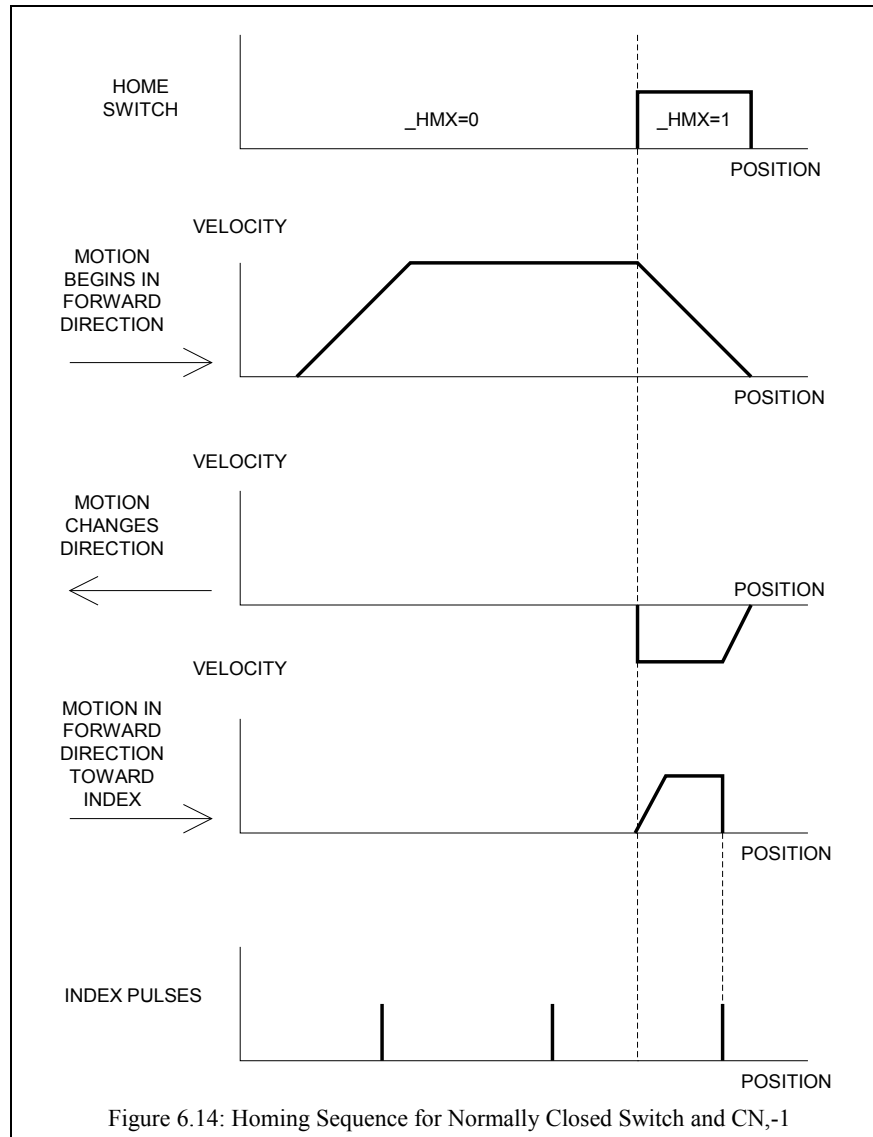 HOME
SWITCH
_HMX=0
_HMX=1
POSITION
VELOCITY
MOTION
BEGINS IN
FORWARD
DIRECTION
POSITION
VELOCITY
MOTION
CHANGES
DIRECTION
POSITION
VELOCITY
MOTION IN
FORWARD
DIRECTION
TOWARD
INDEX
POSITION
INDEX PULSES
POSITION
Figure 6.14: Homing Sequence for Normally Closed Switch and CN,-1